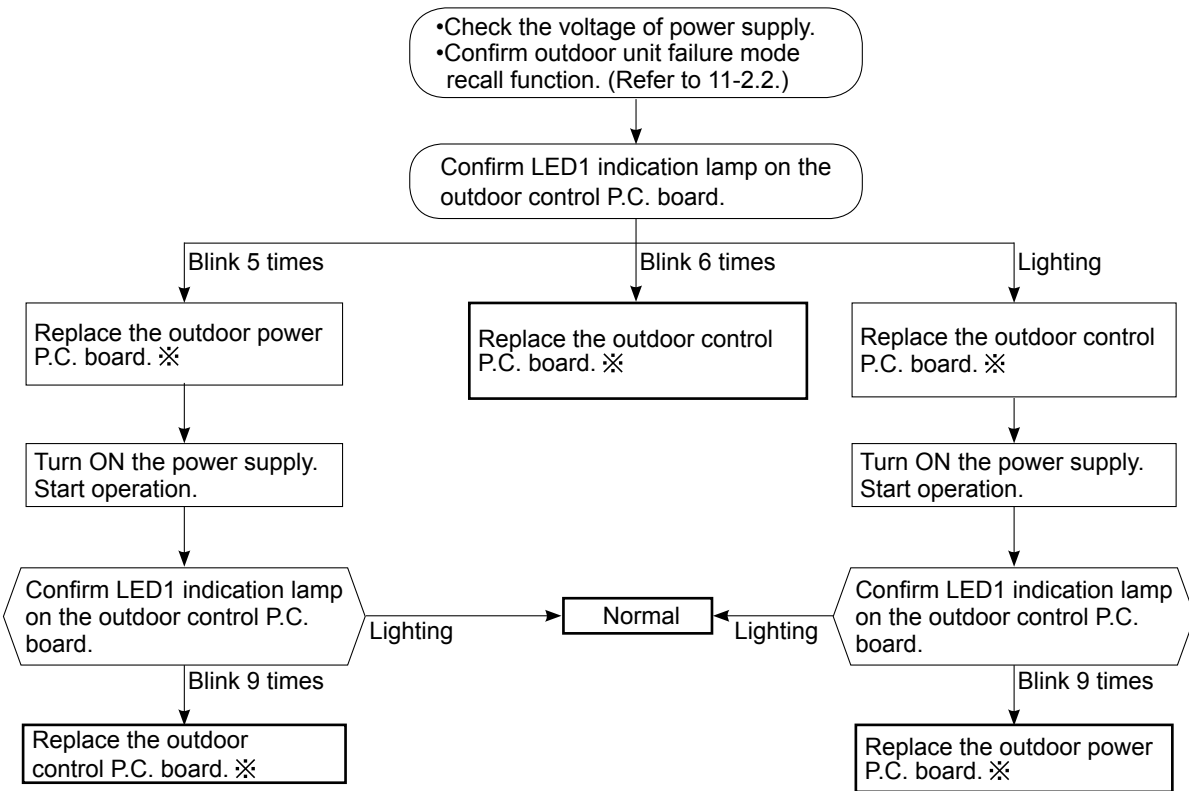 •Check the voltage of power supply.
•Confirm outdoor unit failure mode
recall function. (Refer to 11-2.2.)
Confirm LED1 indication lamp on the
outdoor control P.C. board.
Blink 5 times
Blink 6 times
Lighting
Replace the outdoor power
P.C. board. ※
Replace the outdoor control
P.C. board. ※
Replace the outdoor control
P.C. board. ※
Turn ON the power supply.
Start operation.
Turn ON the power supply.
Start operation.
Confirm LED1 indication lamp
on the outdoor control P.C.
board.
Lighting
Normal
Lighting
Confirm LED1 indication lamp
on the outdoor control P.C.
board.
Blink 9 times
Blink 9 times
Replace the outdoor
control P.C. board. ※
Replace the outdoor power
P.C. board. ※